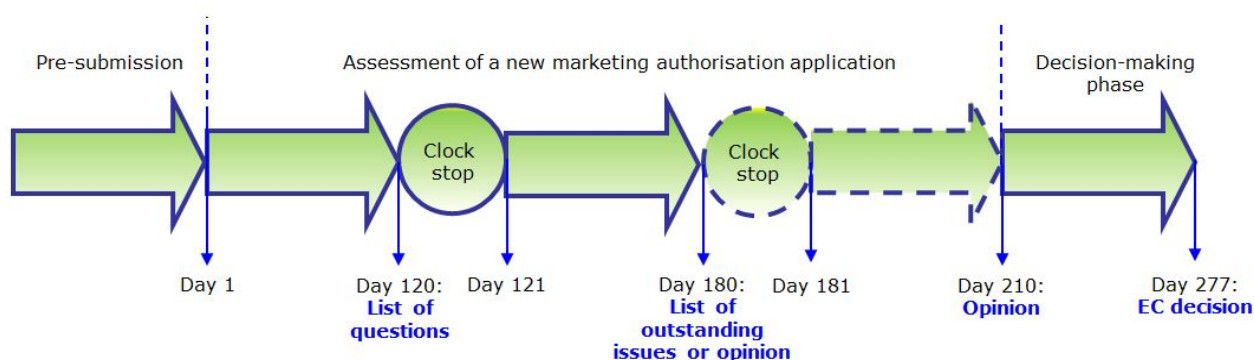 Pre-submission
Assessment of a new marketing authorisation application
Decision-making
phase
Clock
stop
Clock
stop
Day 1
Day 120:
List of
questions
Day 121
Day 180:
List of
outstanding
issues or opinion
Day 181
Day 210:
Opinion
Day 277:
EC decision